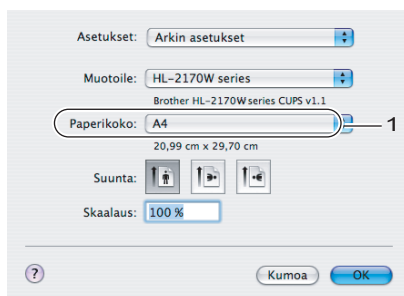 Asetukset: Arkin asetukset
Muotoile: HL-2170W series
Brother HL-2170W series CUPS v1.1
Paperikoko: A4 1
20,99 cm x 29,70 cm
Suunta:
Skaalaus: 100 %
? Kumoa OK